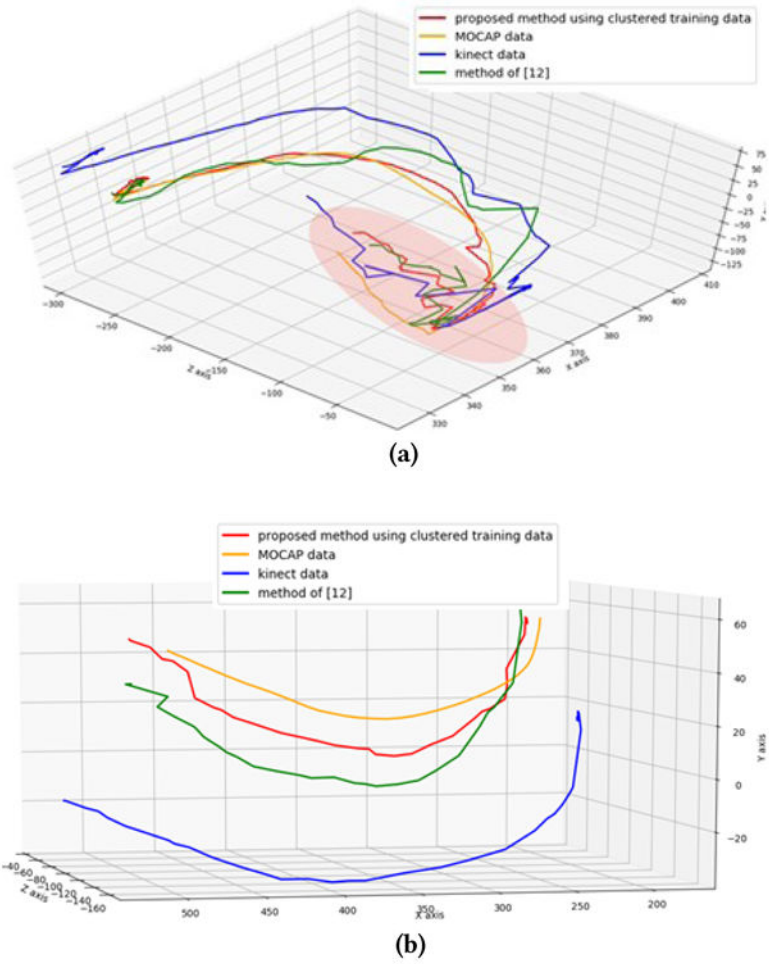 proposed method using clustered training data
MOCAP data
kinect data
method of [12]
75
50
25
0
−25
−50
−75
−100
−125
410
400
390
380
370
360
350
340
330
X axis
−300
−250
−200
−150
−100
−50
Z axis
(a)
proposed method using clustered training data
MOCAP data
kinect data
method of [12]
60
40
20
0
−20
Y axis
−40
−60
−80
−100
−120
−140
−160
Z axis
500
450
400
350
300
250
200
X axis
(b)